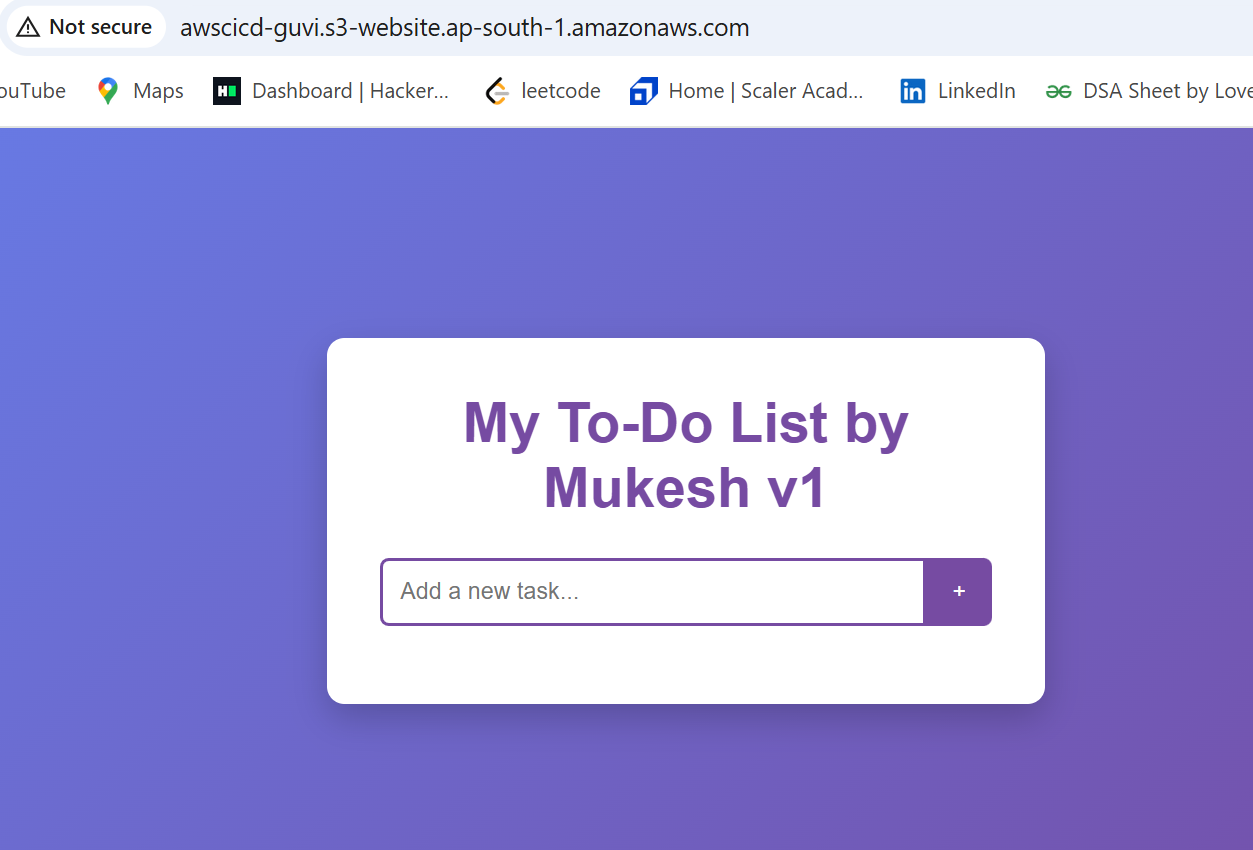 Not secure awscicd-guvi.s3-website.ap-south-1.amazonaws.com
ouTube Maps Dashboard | Hacker... leetcode Home | Scaler Acad... LinkedIn DSA Sheet by Love
My To-Do List by
Mukesh v1
Add a new task... +